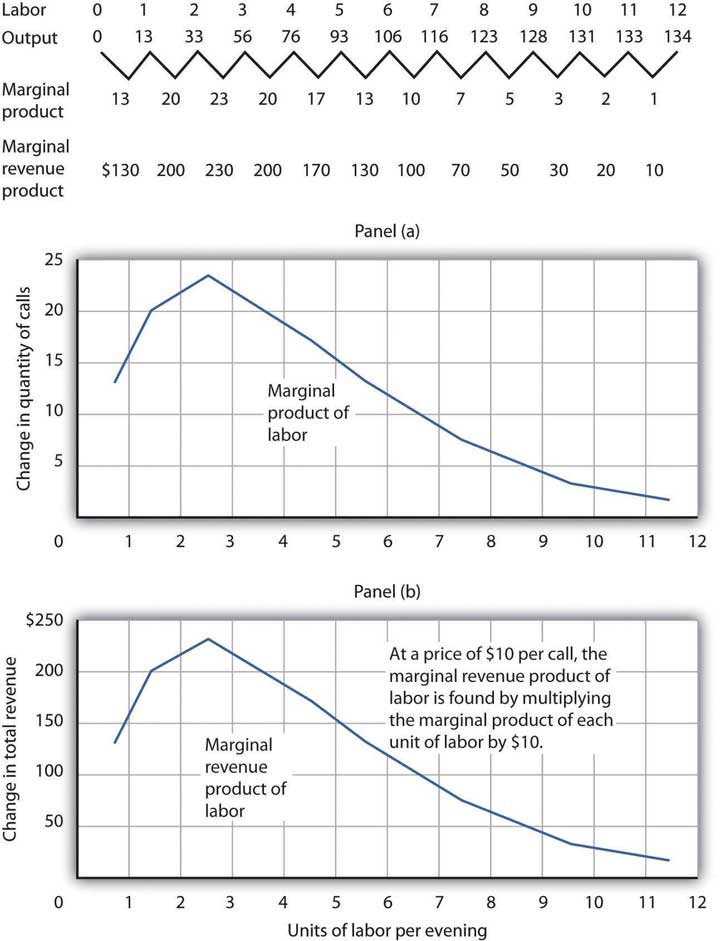 Labor 0 1 2 3 4 5 6 7 8 9 10 11 12
Output 0 13 33 56 76 93 106 116 123 128 131 133 134
Marginal
product 13 20 23 20 17 13 10 7 5 3 2 1
Marginal
revenue
product $130 200 230 200 170 130 100 70 50 30 20 10
Panel (a)
Change in quantity of calls
25
20
15
10
5
Marginal
product of
labor
0 1 2 3 4 5 6 7 8 9 10 11 12
Panel (b)
Change in total revenue
$250
200
150
100
50
At a price of $10 per call, the
marginal revenue product of
labor is found by multiplying
the marginal product of each
unit of labor by $10.
Marginal
revenue
product of
labor
0 1 2 3 4 5 6 7 8 9 10 11 12
Units of labor per evening